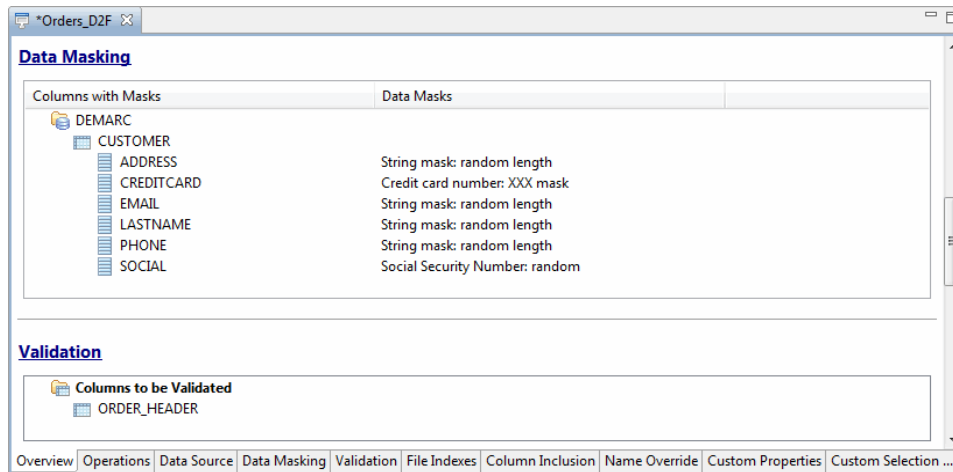 *Orders_D2F
Data Masking
Columns with Masks Data Masks
DEMARC
CUSTOMER
ADDRESS String mask: random length
CREDITCARD Credit card number: XXX mask
EMAIL String mask: random length
LASTNAME String mask: random length
PHONE String mask: random length
SOCIAL Social Security Number: random
Validation
Columns to be Validated
ORDER_HEADER
Overview Operations Data Source Data Masking Validation File Indexes Column Inclusion Name Override Custom Properties Custom Selection ...